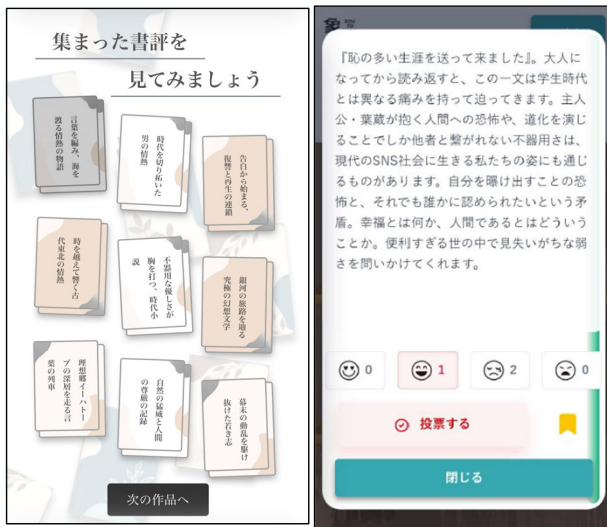 集まった書評を
見てみましょう
言葉を編み、海を
渡る情熱の物語
時代を切り拓いた
男の情熱
告白から始まる、
復讐と再生の連鎖
時を越えて響く古
代東北の情熱
不器用な優しさが
胸を打つ、時代小
説
銀河の旅路を辿る
究極の幻想文学
理想郷イーハトー
ブの深層を走る言
葉の列車
自然の猛威と人間
の尊厳の記録
幕末の動乱を駆け
抜けた若き志
次の作品へ
『恥の多い生涯を送って来ました』。大人に
なってから読み返すと、この一文は学生時代
とは異なる痛みを持って迫ってきます。主人
公・葉蔵が抱く人間への恐怖や、道化を演じ
ることでしか他者と繋がれない不器用さは、
現代のSNS社会に生きる私たちの姿にも通じ
るものがあります。自分を曝け出すことの恐
怖と、それでも誰かに認められたいという矛
盾。幸福とは何か、人間であるとはどういう
ことか。便利すぎる世の中で見失いがちな弱
さを問いかけてくれます。
0
1
2
0
投票する
閉じる